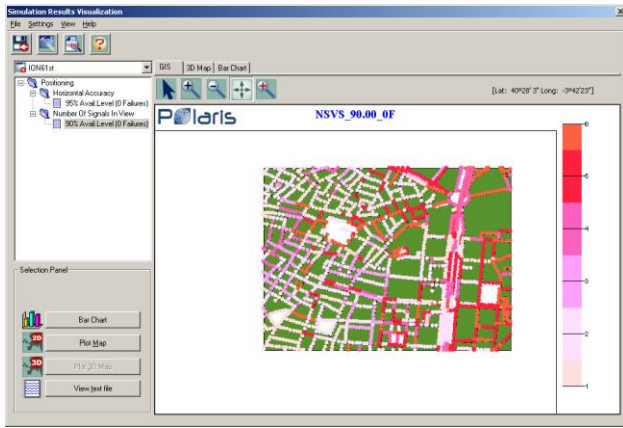 Simulation Results Visualization
File Settings View Help
ION61st
GIS 3D Map Bar Chart
[Lat: 40º28' 3" Long: -3º42'23"]
Positioning
Horizontal Accuracy
95% Avail.Level (0 Failures)
Number Of Signals In View
90% Avail.Level (0 Failures)
Polaris
NSVS_90.00_0F
6
5
4
3
2
1
Selection Panel
Bar Chart
2D
Plot Map
3D
Plot 3D Map
View text file